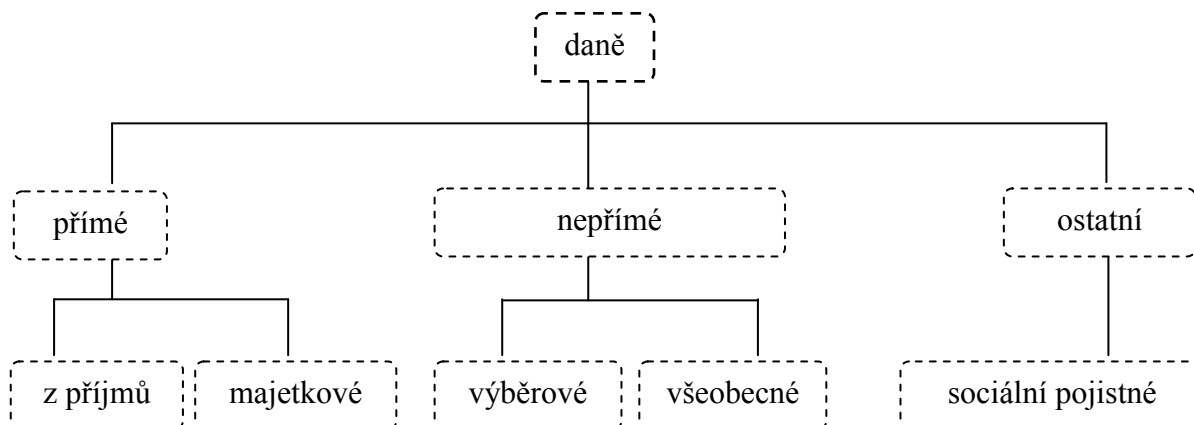 daně
přímé
nepřímé
ostatní
z příjmů
majetkové
výběrové
všeobecné
sociální pojistné